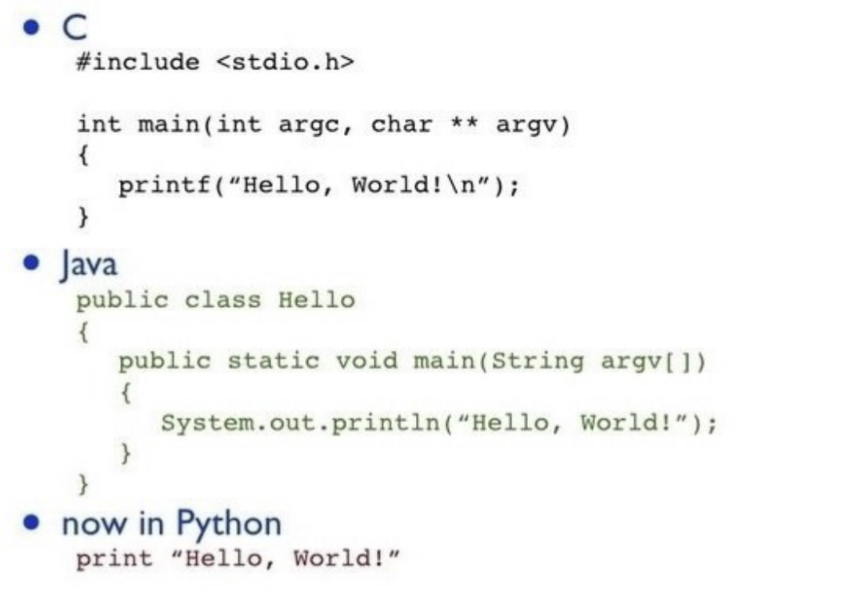 • C
#include <stdio.h>
int main(int argc, char ** argv)
{
printf(“Hello, World!\n”);
}
• Java
public class Hello
{
public static void main(String argv[])
{
System.out.println(“Hello, World!”);
}
}
• now in Python
print “Hello, World!”